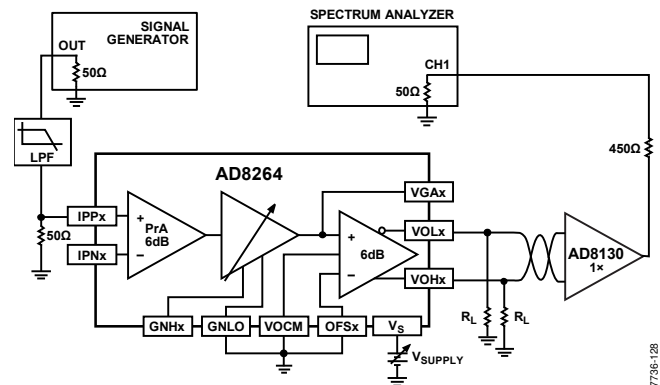 SPECTRUM ANALYZER
SIGNAL
GENERATOR
OUT
50Ω
CH1
50Ω
LPF
450Ω
AD8264
VGAx
IPPx
+
PrA
6dB
–
IPNx
50Ω
+
6dB
–
VOLx
VOHx
AD8130
1×
RL
RL
GNHx
GNLO
VOCM
OFSx
VS
VSUPPLY
7736-128